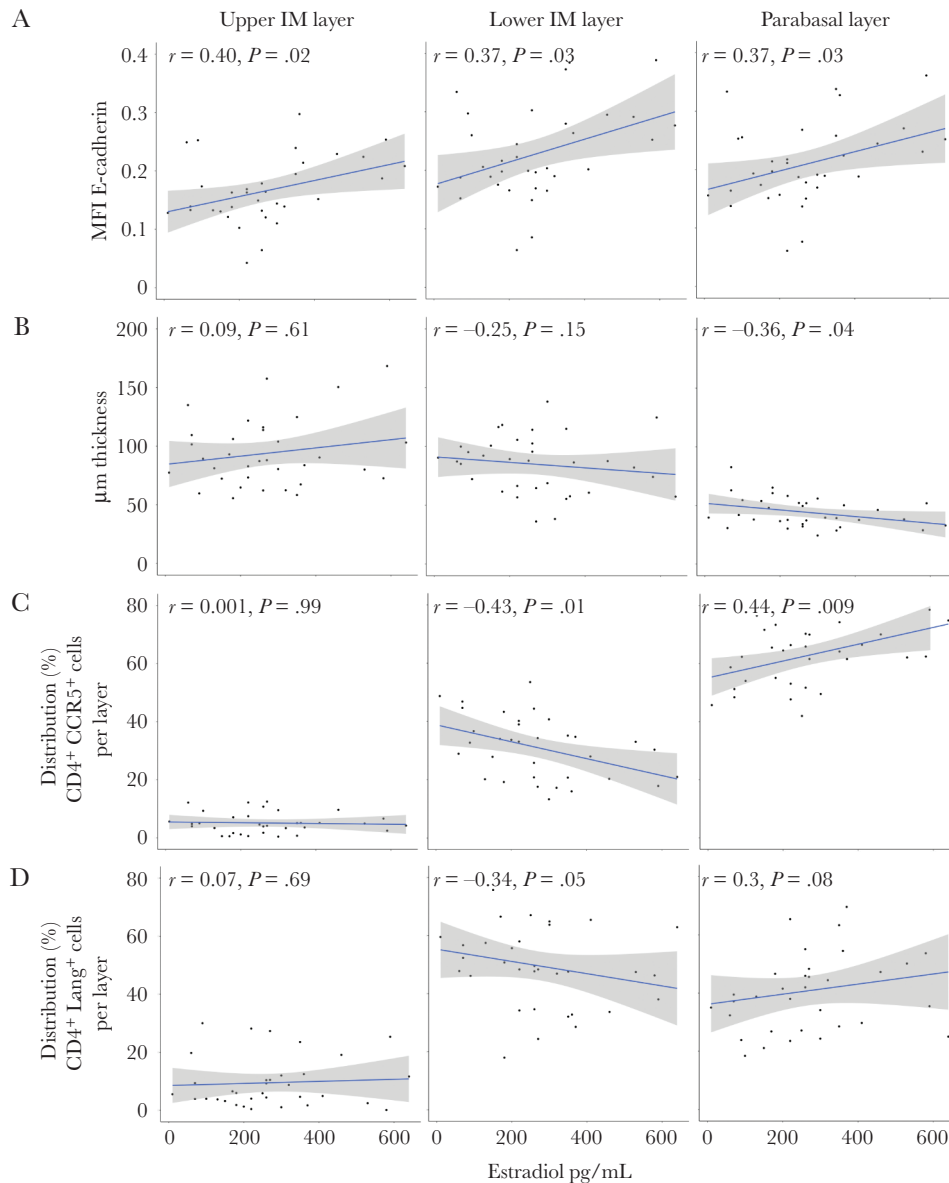 A
Upper IM layer
Lower IM layer
Parabasal layer
MFI E-cadherin
0.4
0.3
0.2
0.1
0
r = 0.40, P = .02
r = 0.37, P = .03
r = 0.37, P = .03
B
µm thickness
200
150
100
50
0
r = 0.09, P = .61
r = –0.25, P = .15
r = –0.36, P = .04
C
Distribution (%)
CD4+ CCR5+ cells
per layer
80
60
40
20
0
r = 0.001, P = .99
r = –0.43, P = .01
r = 0.44, P = .009
D
Distribution (%)
CD4+ Lang+ cells
per layer
80
60
40
20
0
r = 0.07, P = .69
r = –0.34, P = .05
r = 0.3, P = .08
0 200 400 600
0 200 400 600
0 200 400 600
Estradiol pg/mL